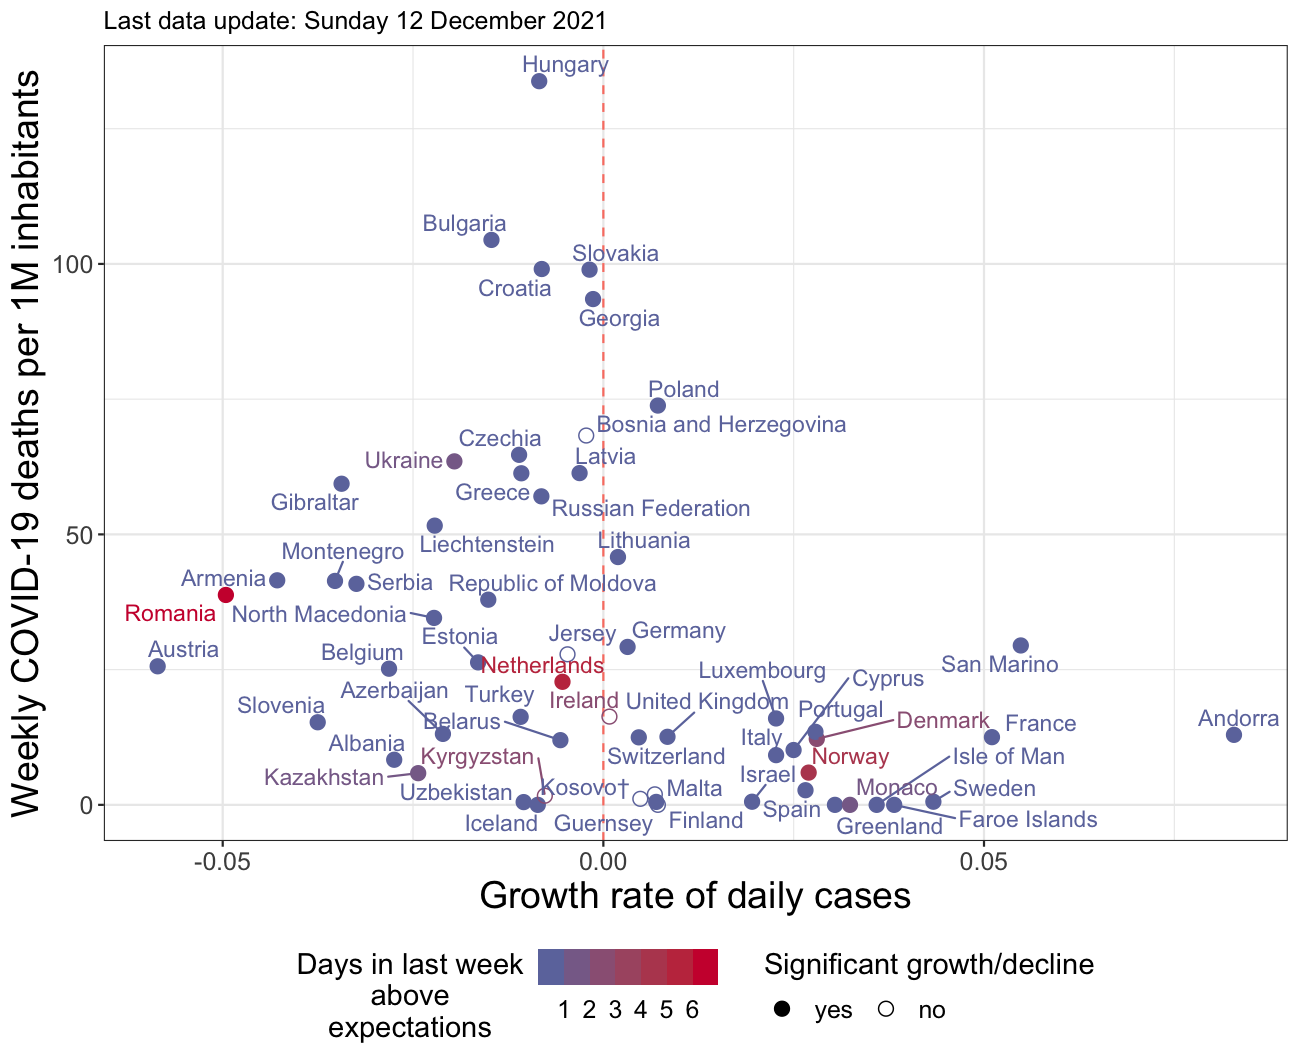 Last data update: Sunday 12 December 2021
Weekly COVID-19 deaths per 1M inhabitants
Hungary
Bulgaria
Slovakia
100
Croatia
Georgia
Poland
Bosnia and Herzegovina
Czechia
Latvia
Ukraine
Greece
Gibraltar
Russian Federation
50
Lithuania
Liechtenstein
Montenegro
Armenia
Serbia
Republic of Moldova
Romania
North Macedonia
Estonia
Jersey
Germany
Austria
Belgium
Netherlands
San Marino
Luxembourg
Cyprus
Azerbaijan
Turkey
Ireland
United Kingdom
Slovenia
Portugal
Belarus
Denmark
France
Andorra
Albania
Italy
Kyrgyzstan
Switzerland
Norway
Isle of Man
Kazakhstan
Israel
Uzbekistan
Kosovo†
Malta
Monaco
Sweden
0
Spain
Iceland
Guernsey
Finland
Greenland
Faroe Islands
-0.05
0.00
0.05
Growth rate of daily cases
Days in last week
above
expectations
1 2 3 4 5 6
Significant growth/decline
yes no